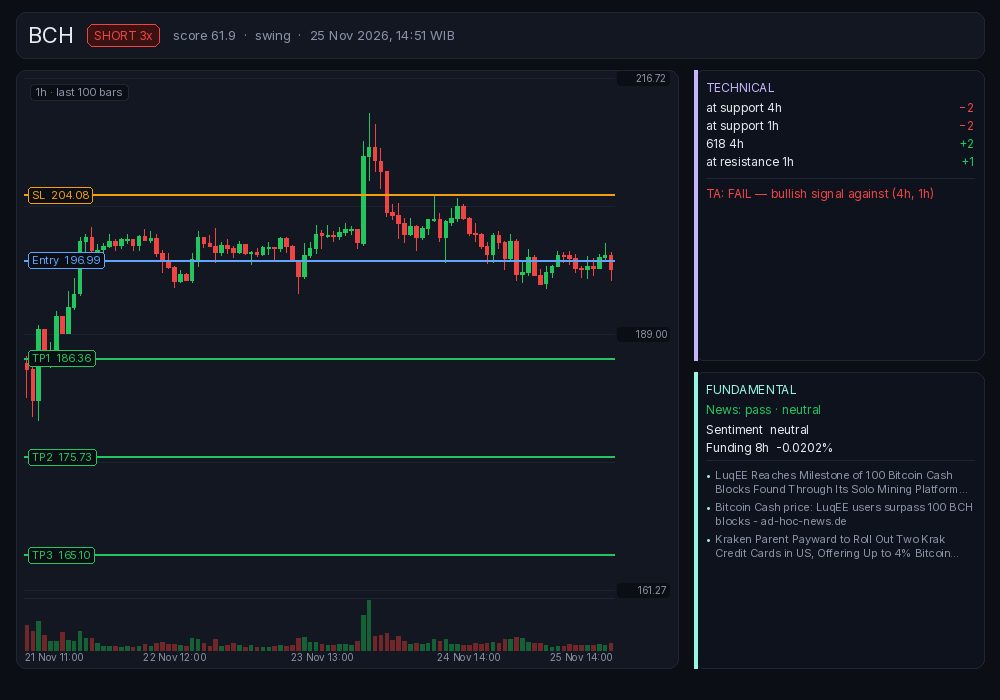 BCH SHORT 3x score 61.9 · swing · 25 Nov 2026, 14:51 WIB
1h · last 100 bars
216.72
SL 204.08
Entry 196.99
189.00
TP1 186.36
TP2 175.73
TP3 165.10
161.27
21 Nov 11:00 22 Nov 12:00 23 Nov 13:00 24 Nov 14:00 25 Nov 14:00
TECHNICAL
at support 4h −2
at support 1h −2
618 4h +2
at resistance 1h +1
TA: FAIL — bullish signal against (4h, 1h)
FUNDAMENTAL
News: pass · neutral
Sentiment neutral
Funding 8h -0.0202%
• LuqEE Reaches Milestone of 100 Bitcoin Cash
Blocks Found Through Its Solo Mining Platform…
• Bitcoin Cash price: LuqEE users surpass 100 BCH
blocks - ad-hoc-news.de
• Kraken Parent Payward to Roll Out Two Krak
Credit Cards in US, Offering Up to 4% Bitcoin…